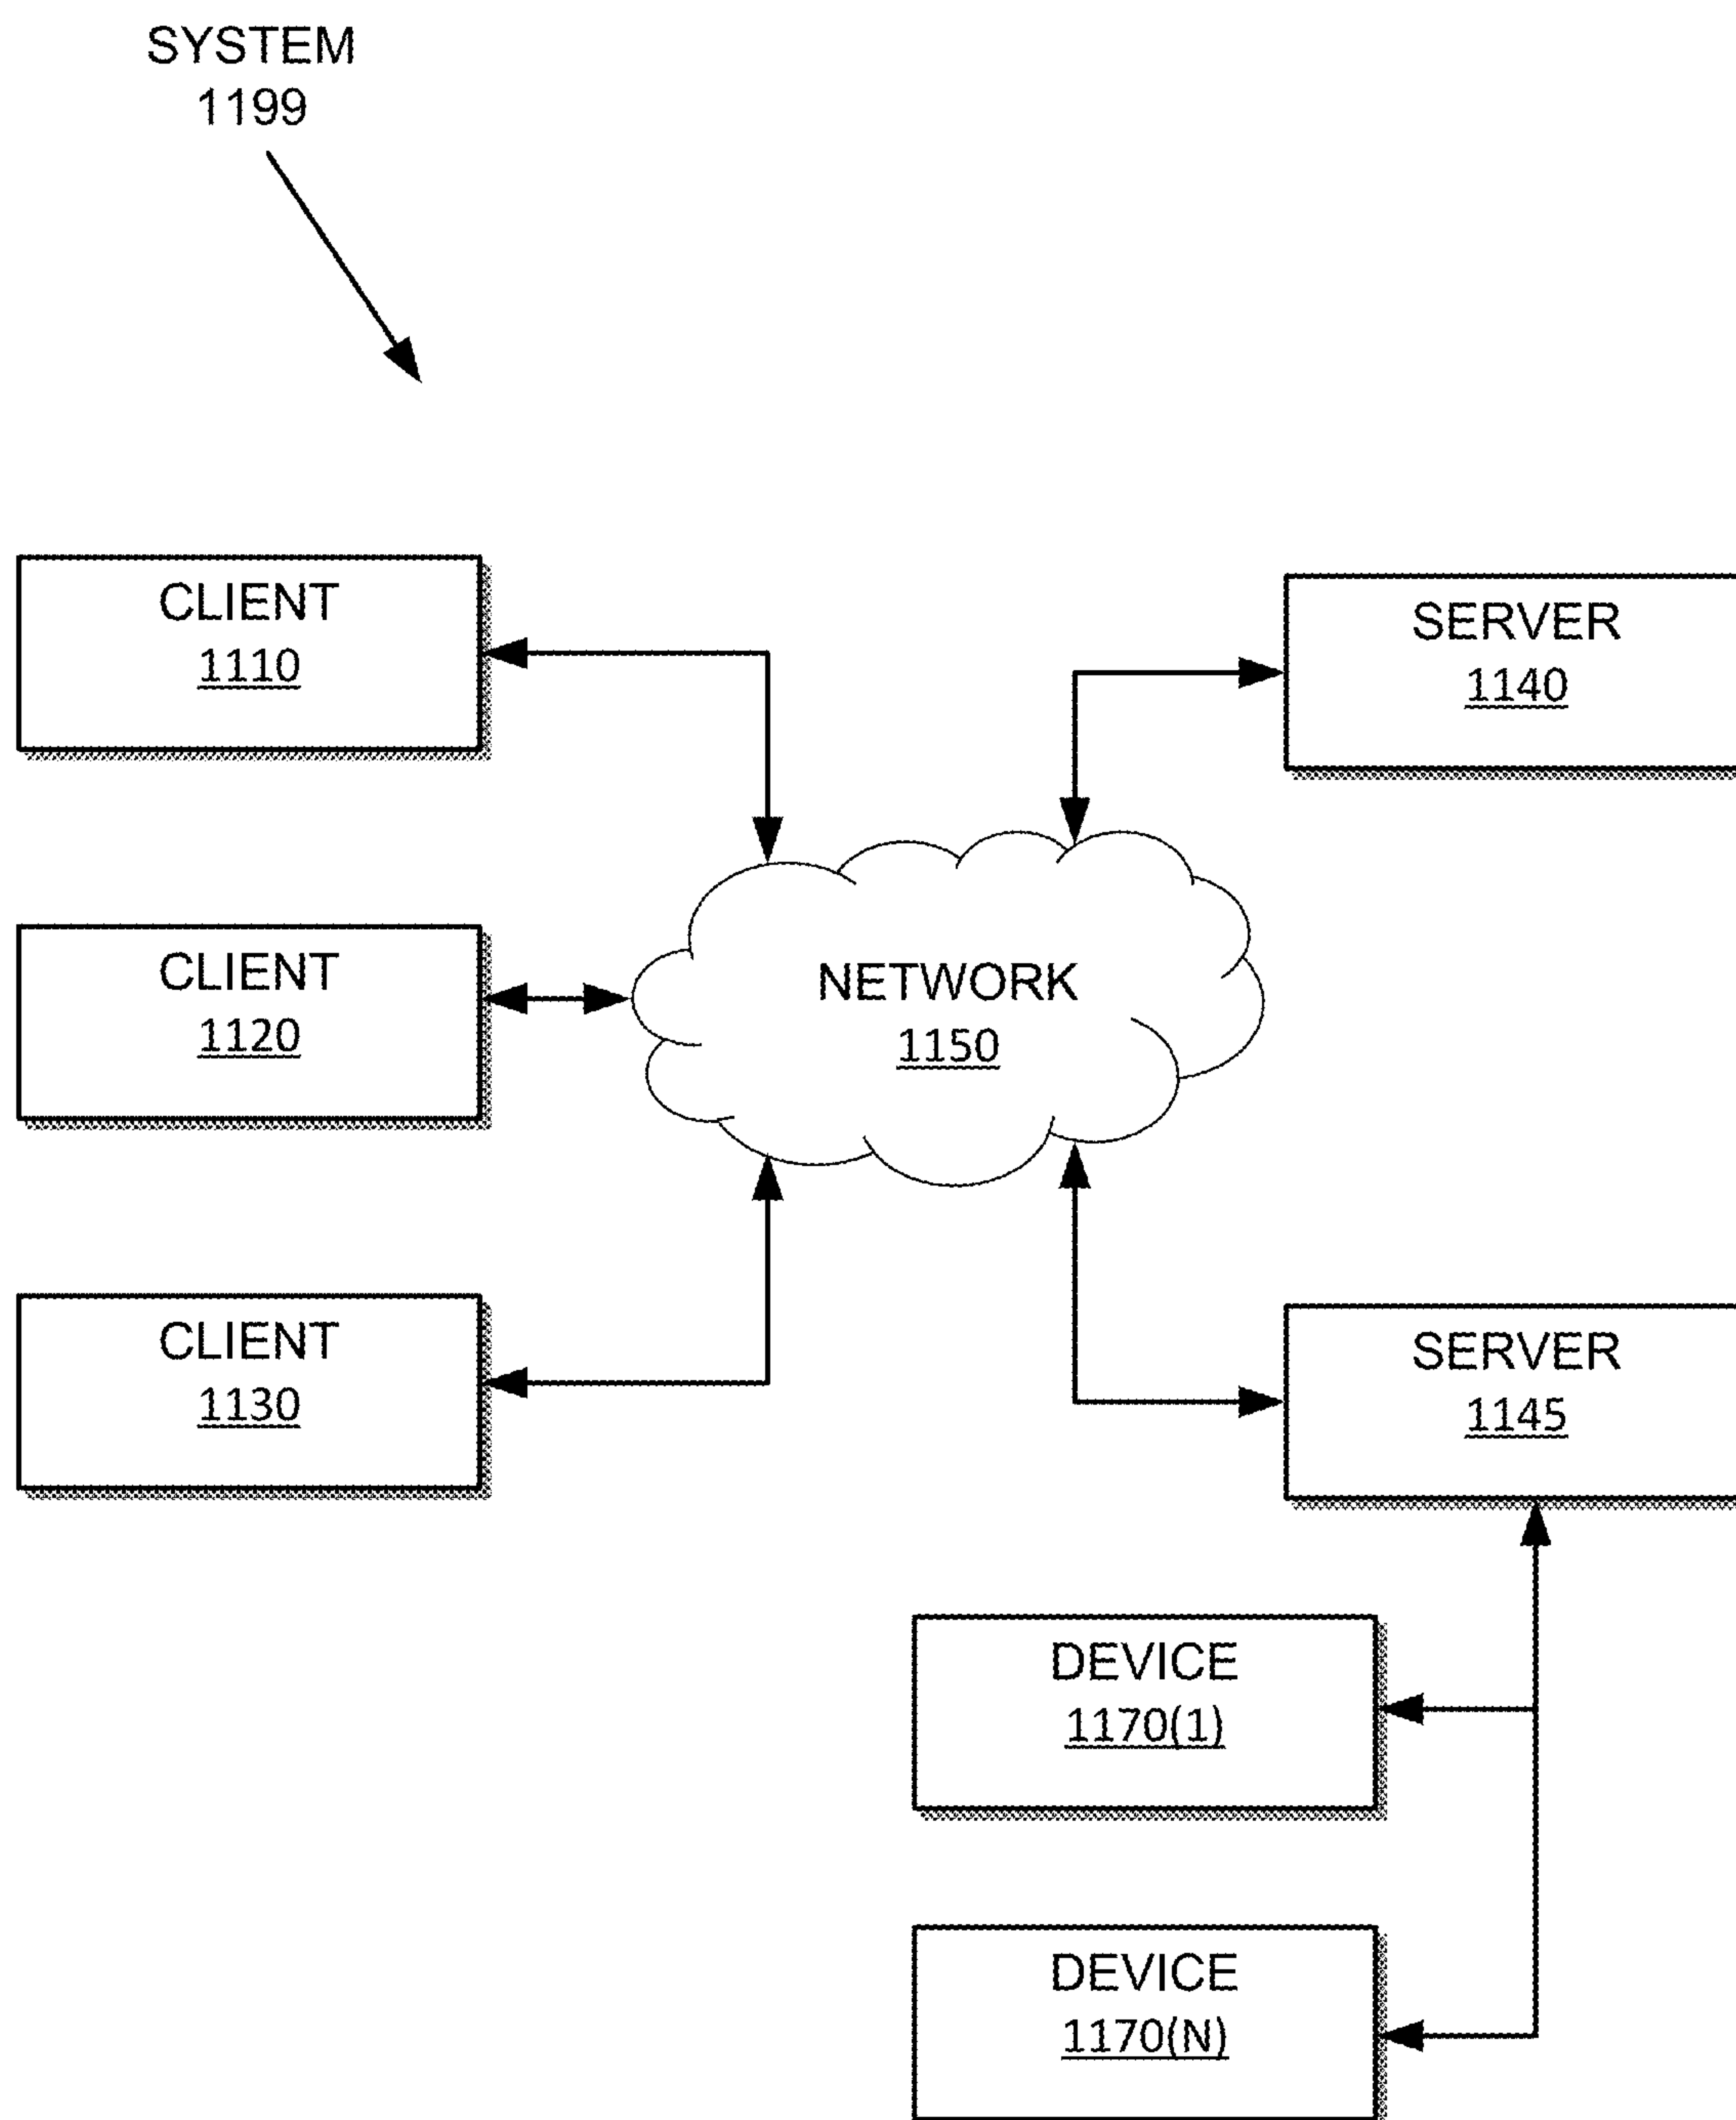 SYSTEM
1199
CLIENT
1110
SERVER
1140
CLIENT
1120
NETWORK
1150
CLIENT
1130
SERVER
1145
DEVICE
1170(1)
DEVICE
1170(N)